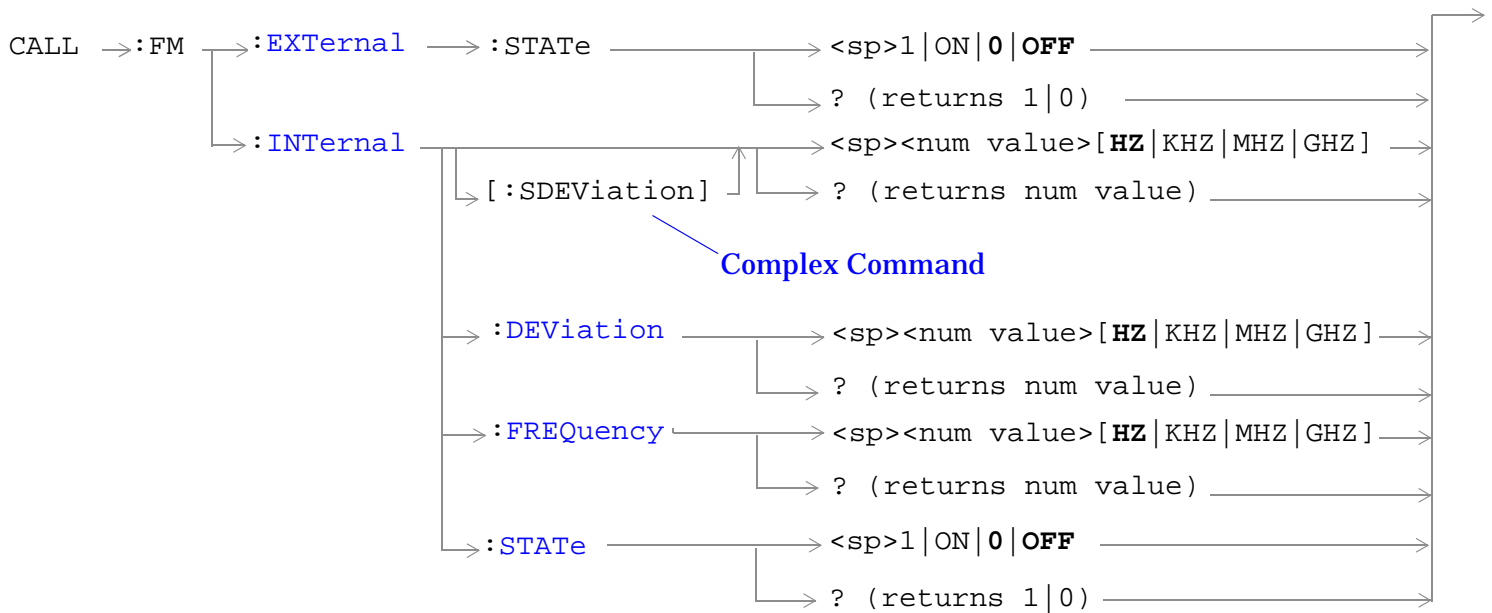 CALL :FM :EXTernal :STATe <sp>1|ON|0|OFF
? (returns 1|0)
:INTernal <sp><num value>[HZ|KHZ|MHZ|GHZ]
[:SDEViation] ? (returns num value)
Complex Command
:DEViation <sp><num value>[HZ|KHZ|MHZ|GHZ]
? (returns num value)
:FREQuency <sp><num value>[HZ|KHZ|MHZ|GHZ]
? (returns num value)
:STATe <sp>1|ON|0|OFF
? (returns 1|0)